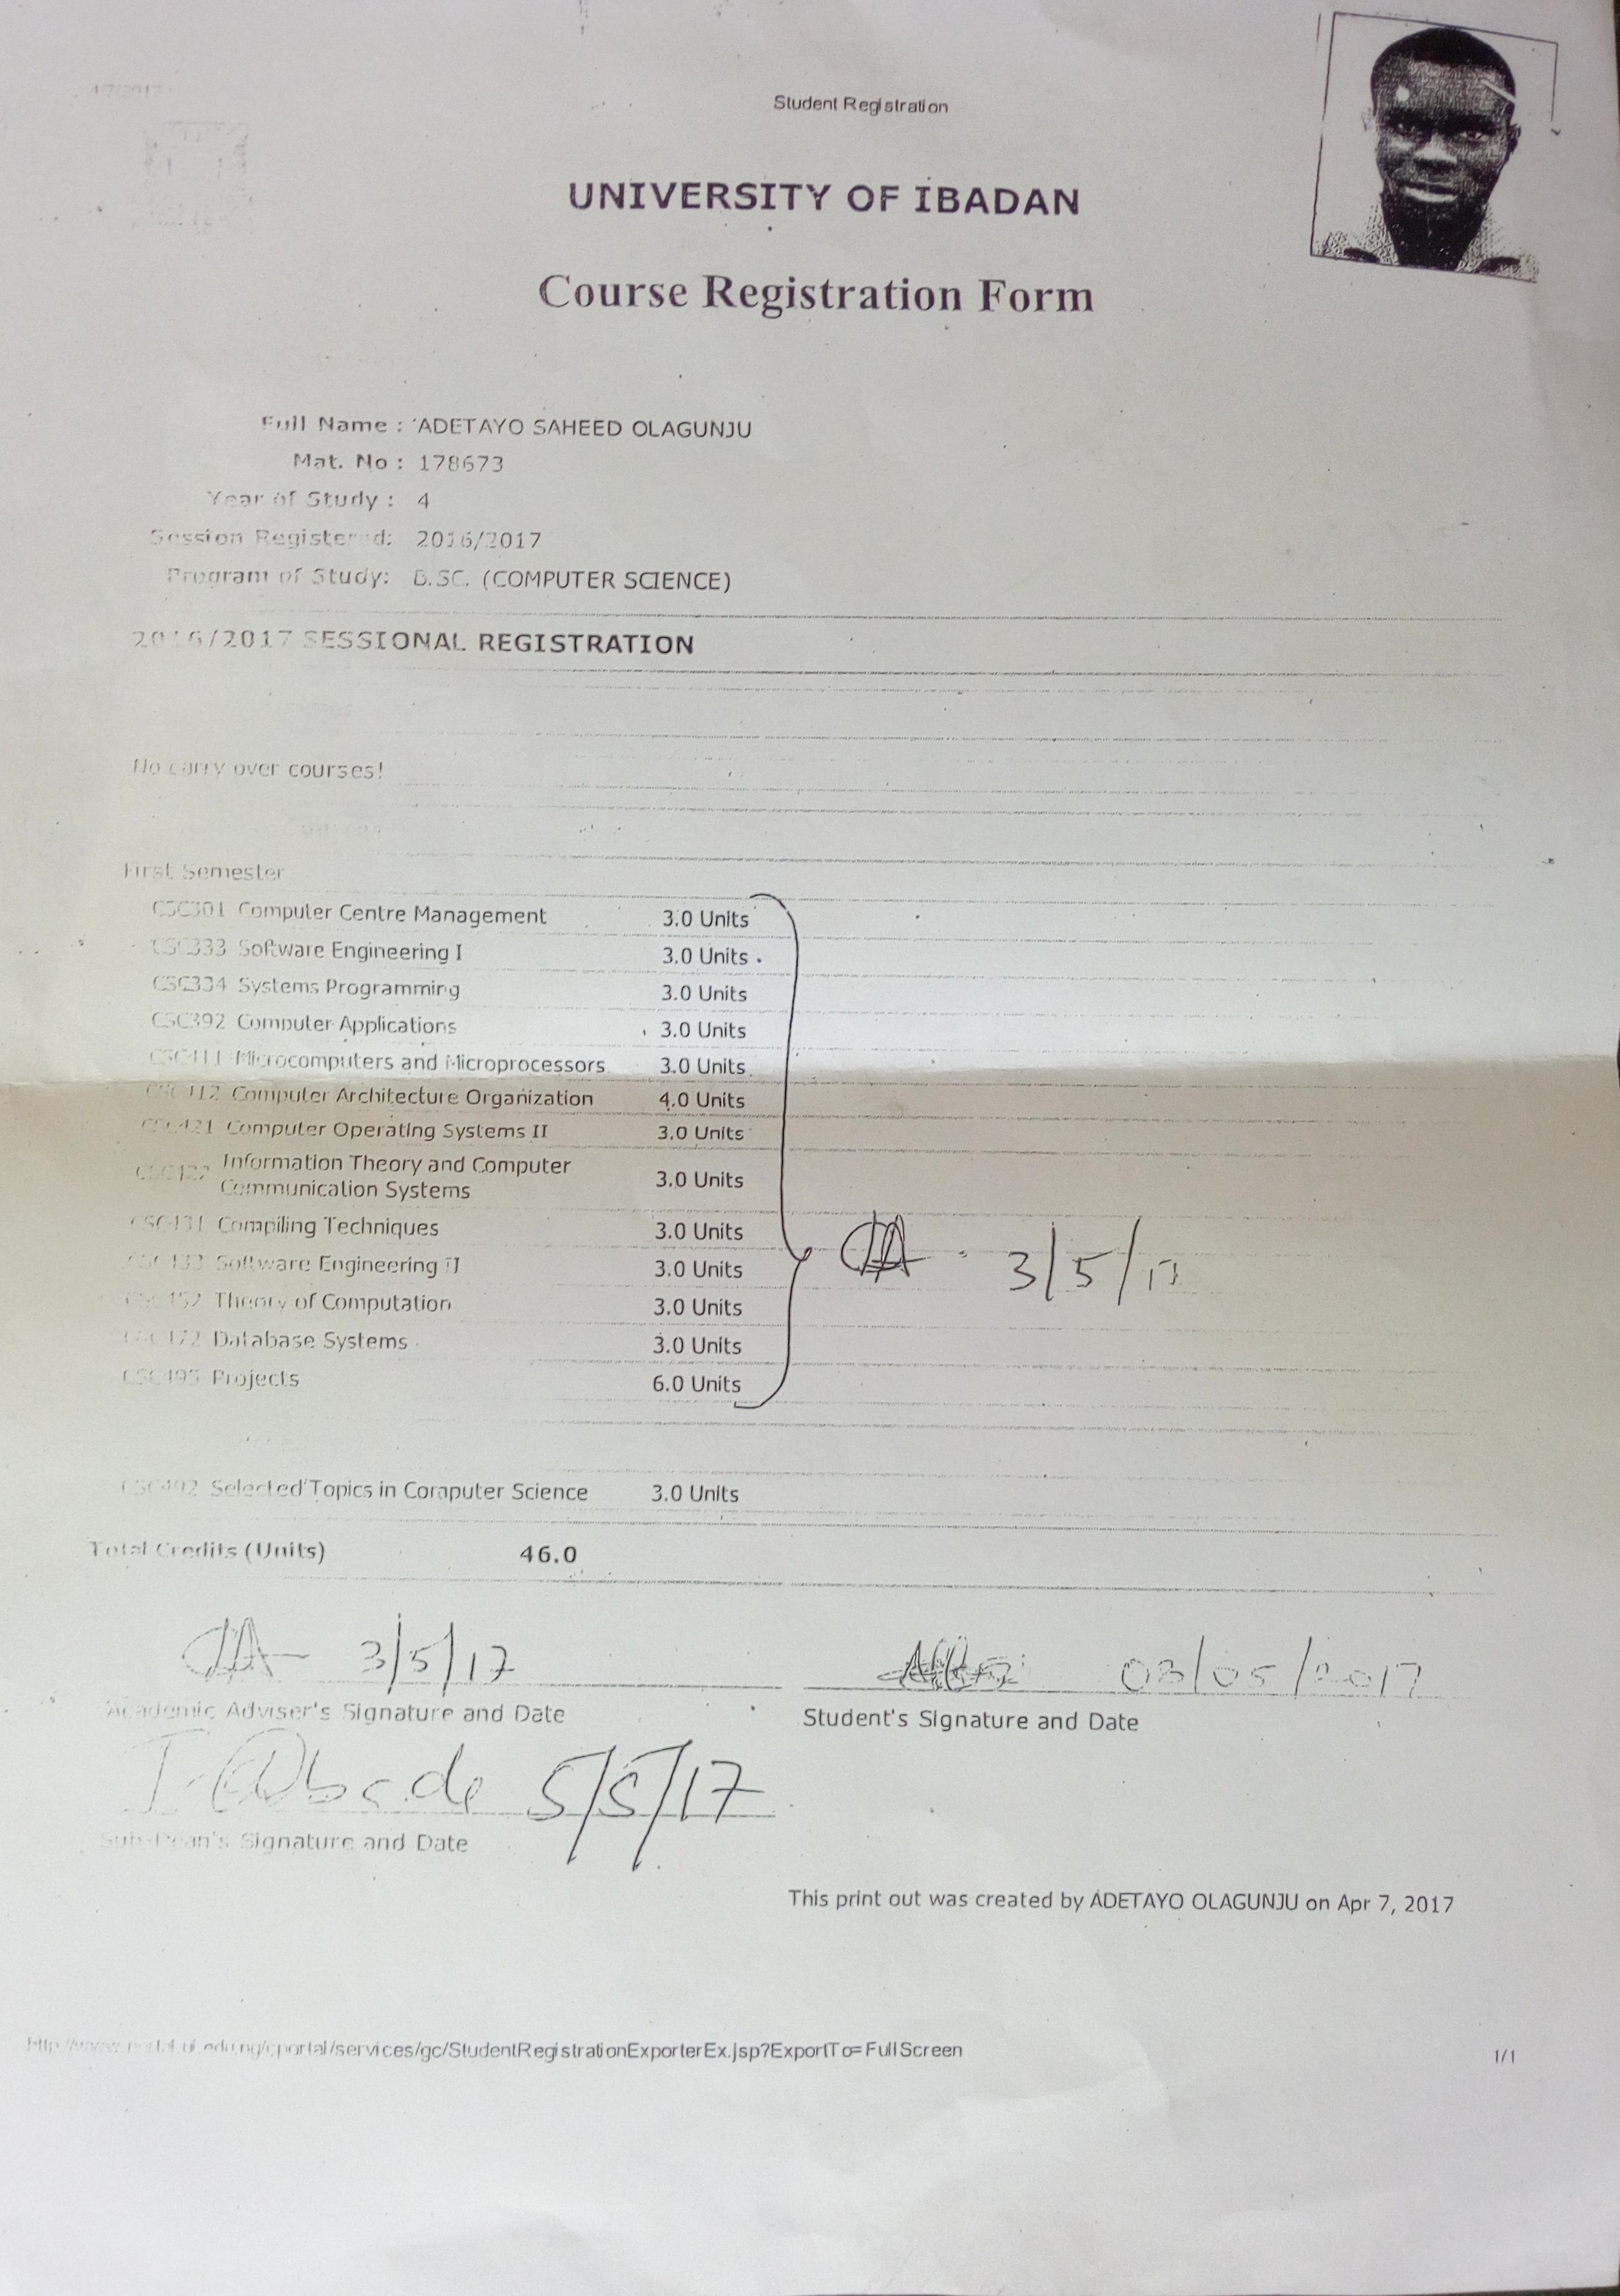 4/7/2017
Student Registration
UNIVERSITY OF IBADAN
Course Registration Form
Full Name : ADETAYO SAHEED OLAGUNJU
Mat. No : 178673
Year of Study : 4
Session Registered: 2016/2017
Program of Study: B.SC. (COMPUTER SCIENCE)
2016/2017 SESSIONAL REGISTRATION
No carry over courses!
First Semester
CSC301 Computer Centre Management 3.0 Units
CSC333 Software Engineering I 3.0 Units
CSC334 Systems Programming 3.0 Units
CSC392 Computer Applications 3.0 Units
CSC411 Microcomputers and Microprocessors 3.0 Units
CSC412 Computer Architecture Organization 4.0 Units
CSC421 Computer Operating Systems II 3.0 Units
CSC422 Information Theory and Computer
Communication Systems 3.0 Units
CSC431 Compiling Techniques 3.0 Units
3/5/17
CSC433 Software Engineering II 3.0 Units
CSC452 Theory of Computation 3.0 Units
CSC472 Database Systems 3.0 Units
CSC495 Projects 6.0 Units
CSC492 Selected Topics in Computer Science 3.0 Units
Total Credits (Units) 46.0
3/5/17 03/05/2017
Academic Adviser's Signature and Date Student's Signature and Date
5/5/17
Sub-Dean's Signature and Date
This print out was created by ADETAYO OLAGUNJU on Apr 7, 2017
http://www.portal.ui.edu.ng/cportal/services/gc/StudentRegistrationExporterEx.jsp?ExportTo=FullScreen 1/1